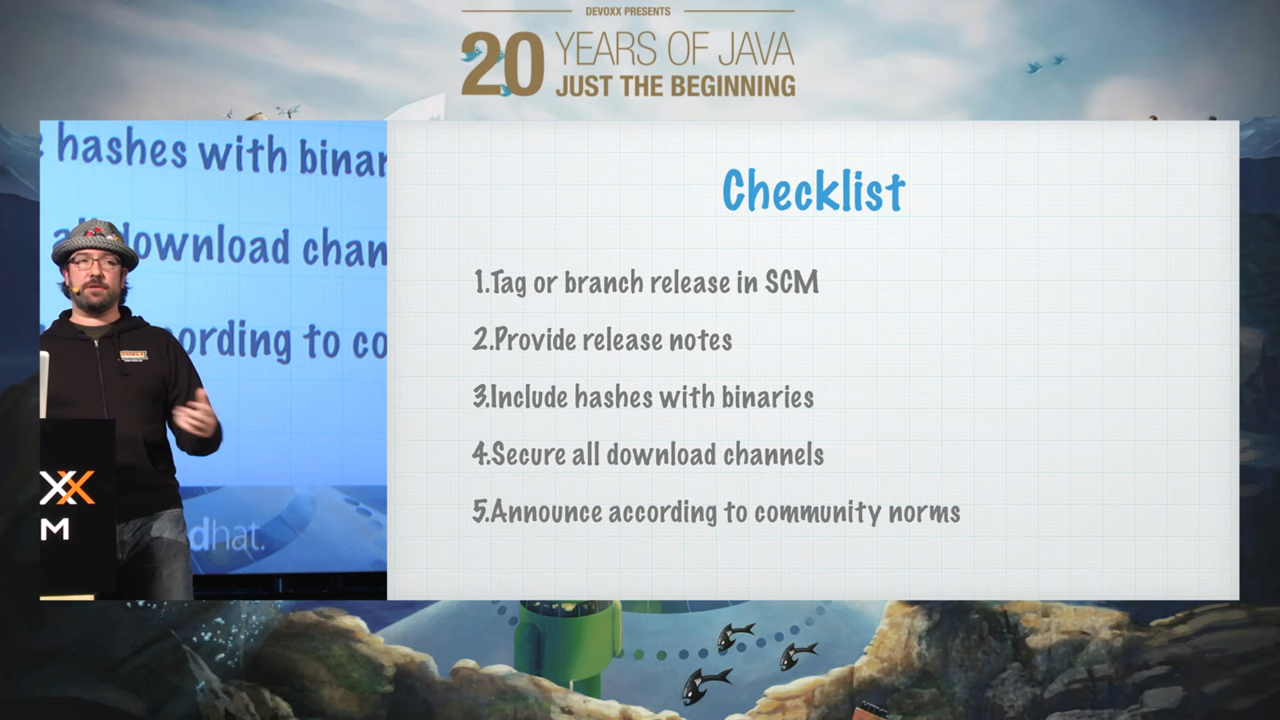 DEVOXX PRESENTS
20 YEARS OF JAVA
JUST THE BEGINNING
hashes with binar
download chan
ording to co
XX
M
dhat.
Checklist
1.Tag or branch release in SCM
2.Provide release notes
3.Include hashes with binaries
4.Secure all download channels
5.Announce according to community norms